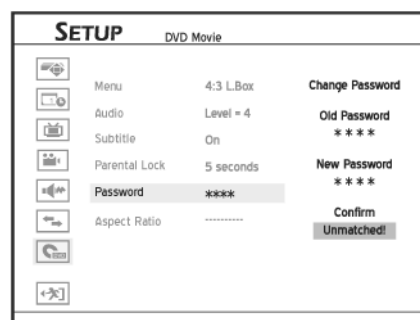 SETUP DVD Movie
Menu 4:3 L.Box
Audio Level = 4
Subtitle On
Parental Lock 5 seconds
Password ****
Aspect Ratio ----------
Change Password
Old Password
****
New Password
****
Confirm
Unmatched!